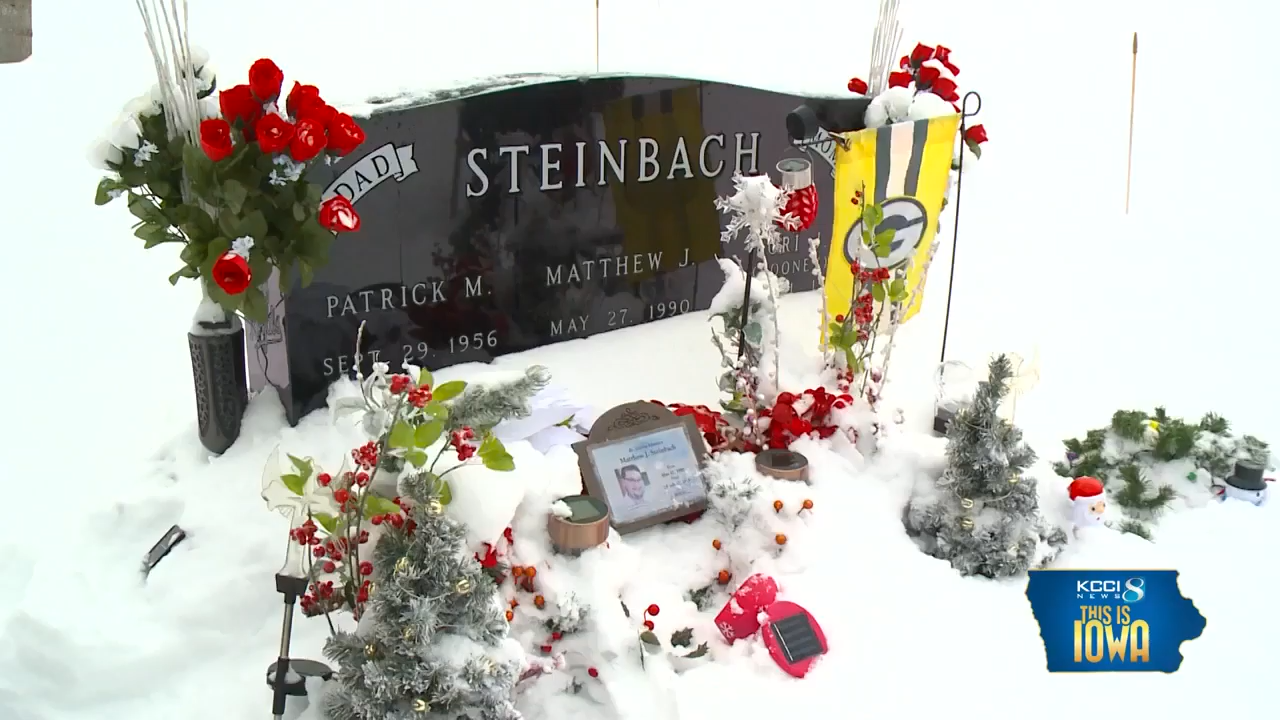 DAD
STEINBACH
PATRICK M.
MATTHEW J.
SEPT. 29. 1956
MAY 27, 1990
G
Matthew J. Steinbach
KCCI 8
NEWS
THIS IS
IOWA